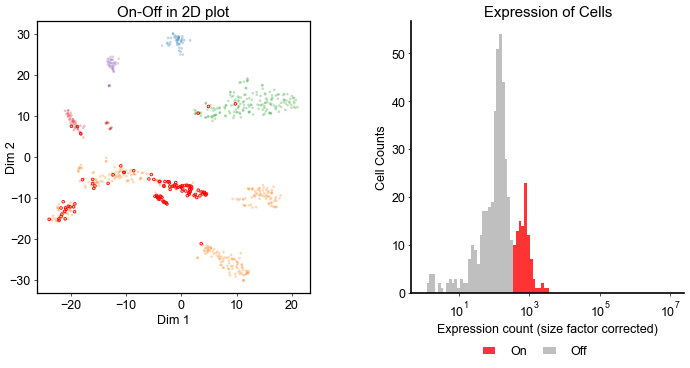 On-Off in 2D plot
30
20
10
0
−10
−20
−30
Dim 2
−20 −10 0 10 20
Dim 1
Expression of Cells
50
40
30
20
10
0
Cell Counts
10^1 10^3 10^5 10^7
Expression count (size factor corrected)
On Off